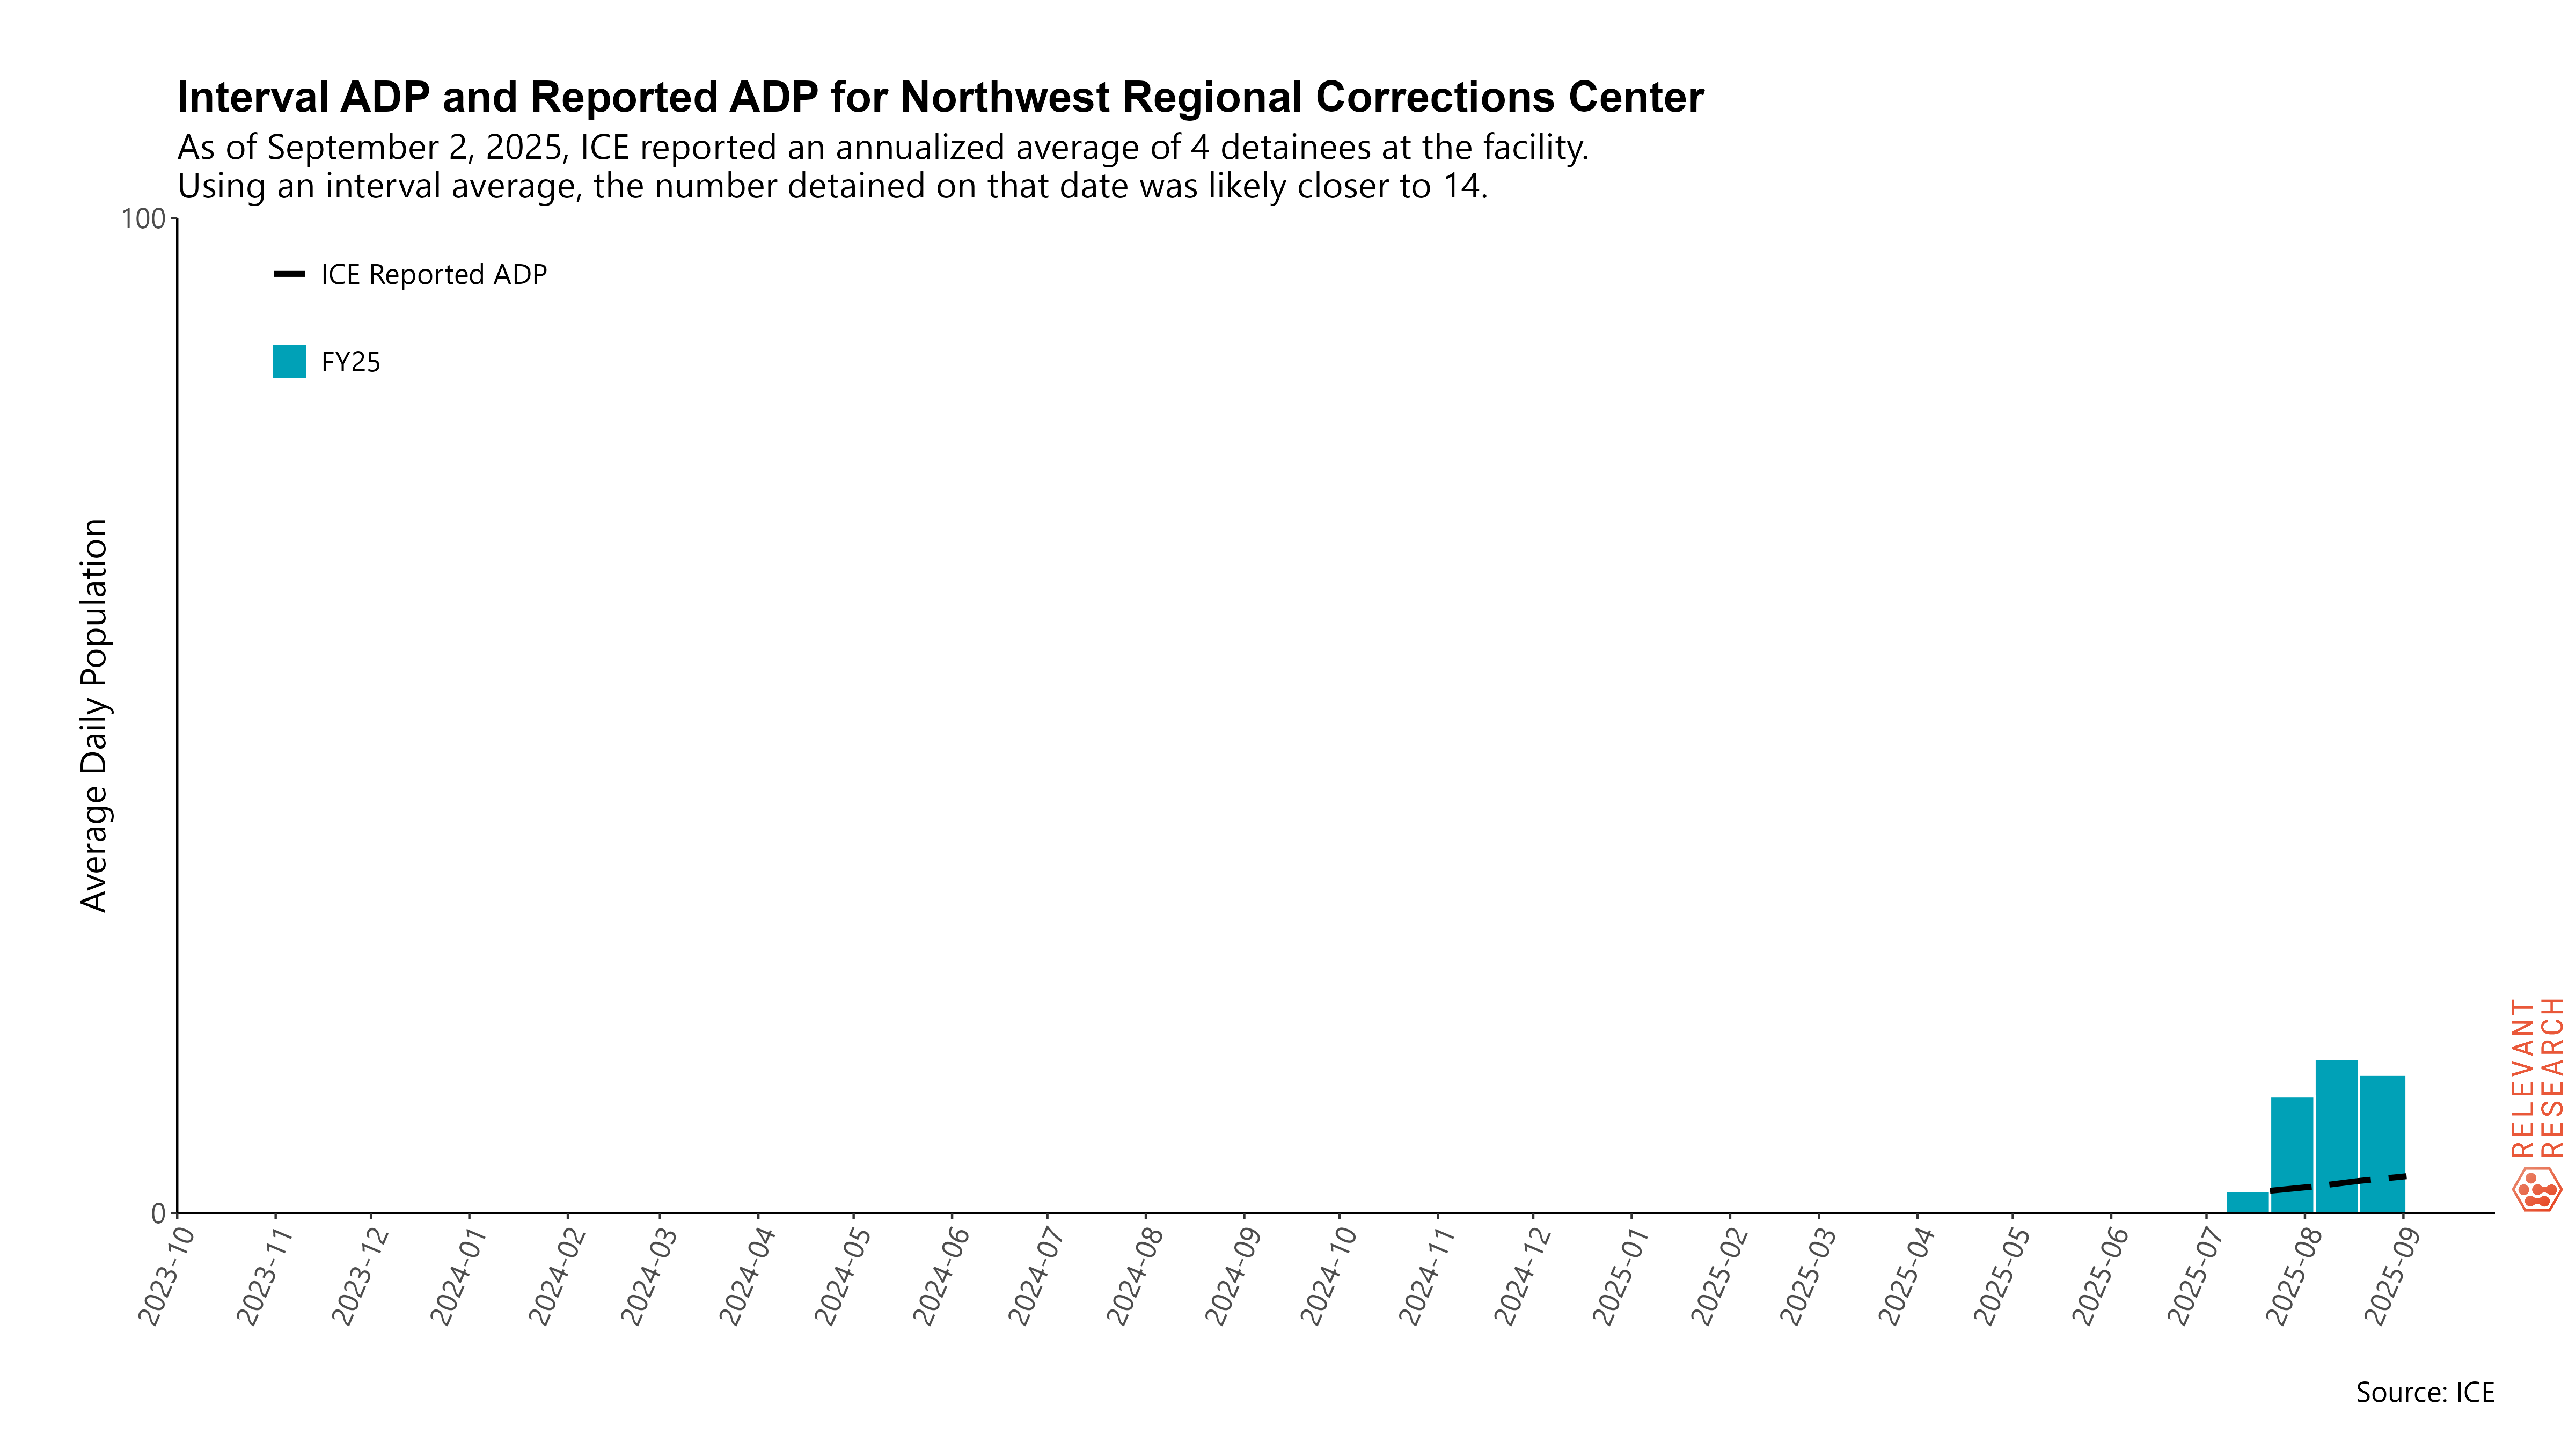 Interval ADP and Reported ADP for Northwest Regional Corrections Center
As of September 2, 2025, ICE reported an annualized average of 4 detainees at the facility.
Using an interval average, the number detained on that date was likely closer to 14.
100
ICE Reported ADP
FY25
Average Daily Population
0
2023-10
2023-11
2023-12
2024-01
2024-02
2024-03
2024-04
2024-05
2024-06
2024-07
2024-08
2024-09
2024-10
2024-11
2024-12
2025-01
2025-02
2025-03
2025-04
2025-05
2025-06
2025-07
2025-08
2025-09
RELEVANT
RESEARCH
Source: ICE